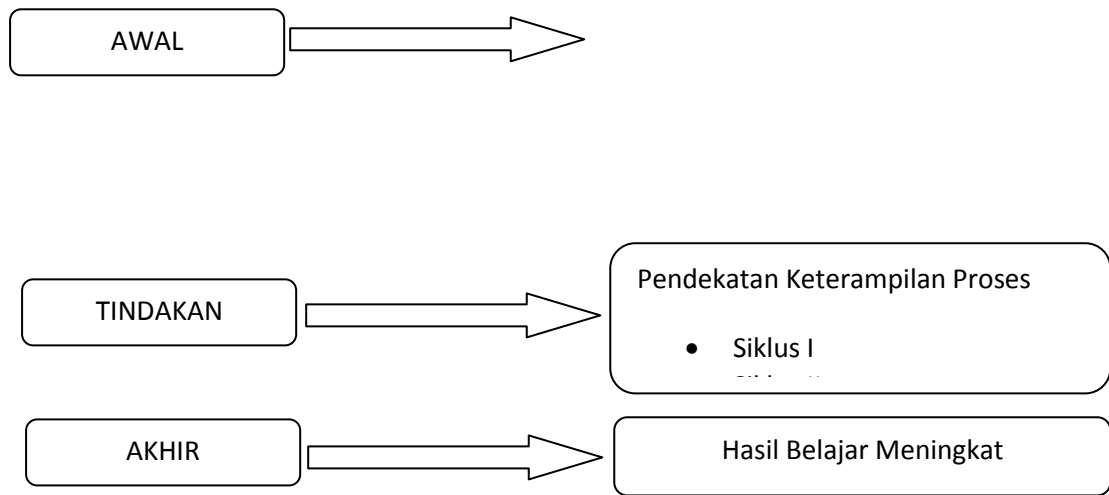 AWAL
TINDAKAN
Pendekatan Keterampilan Proses
• Siklus I
AKHIR
Hasil Belajar Meningkat